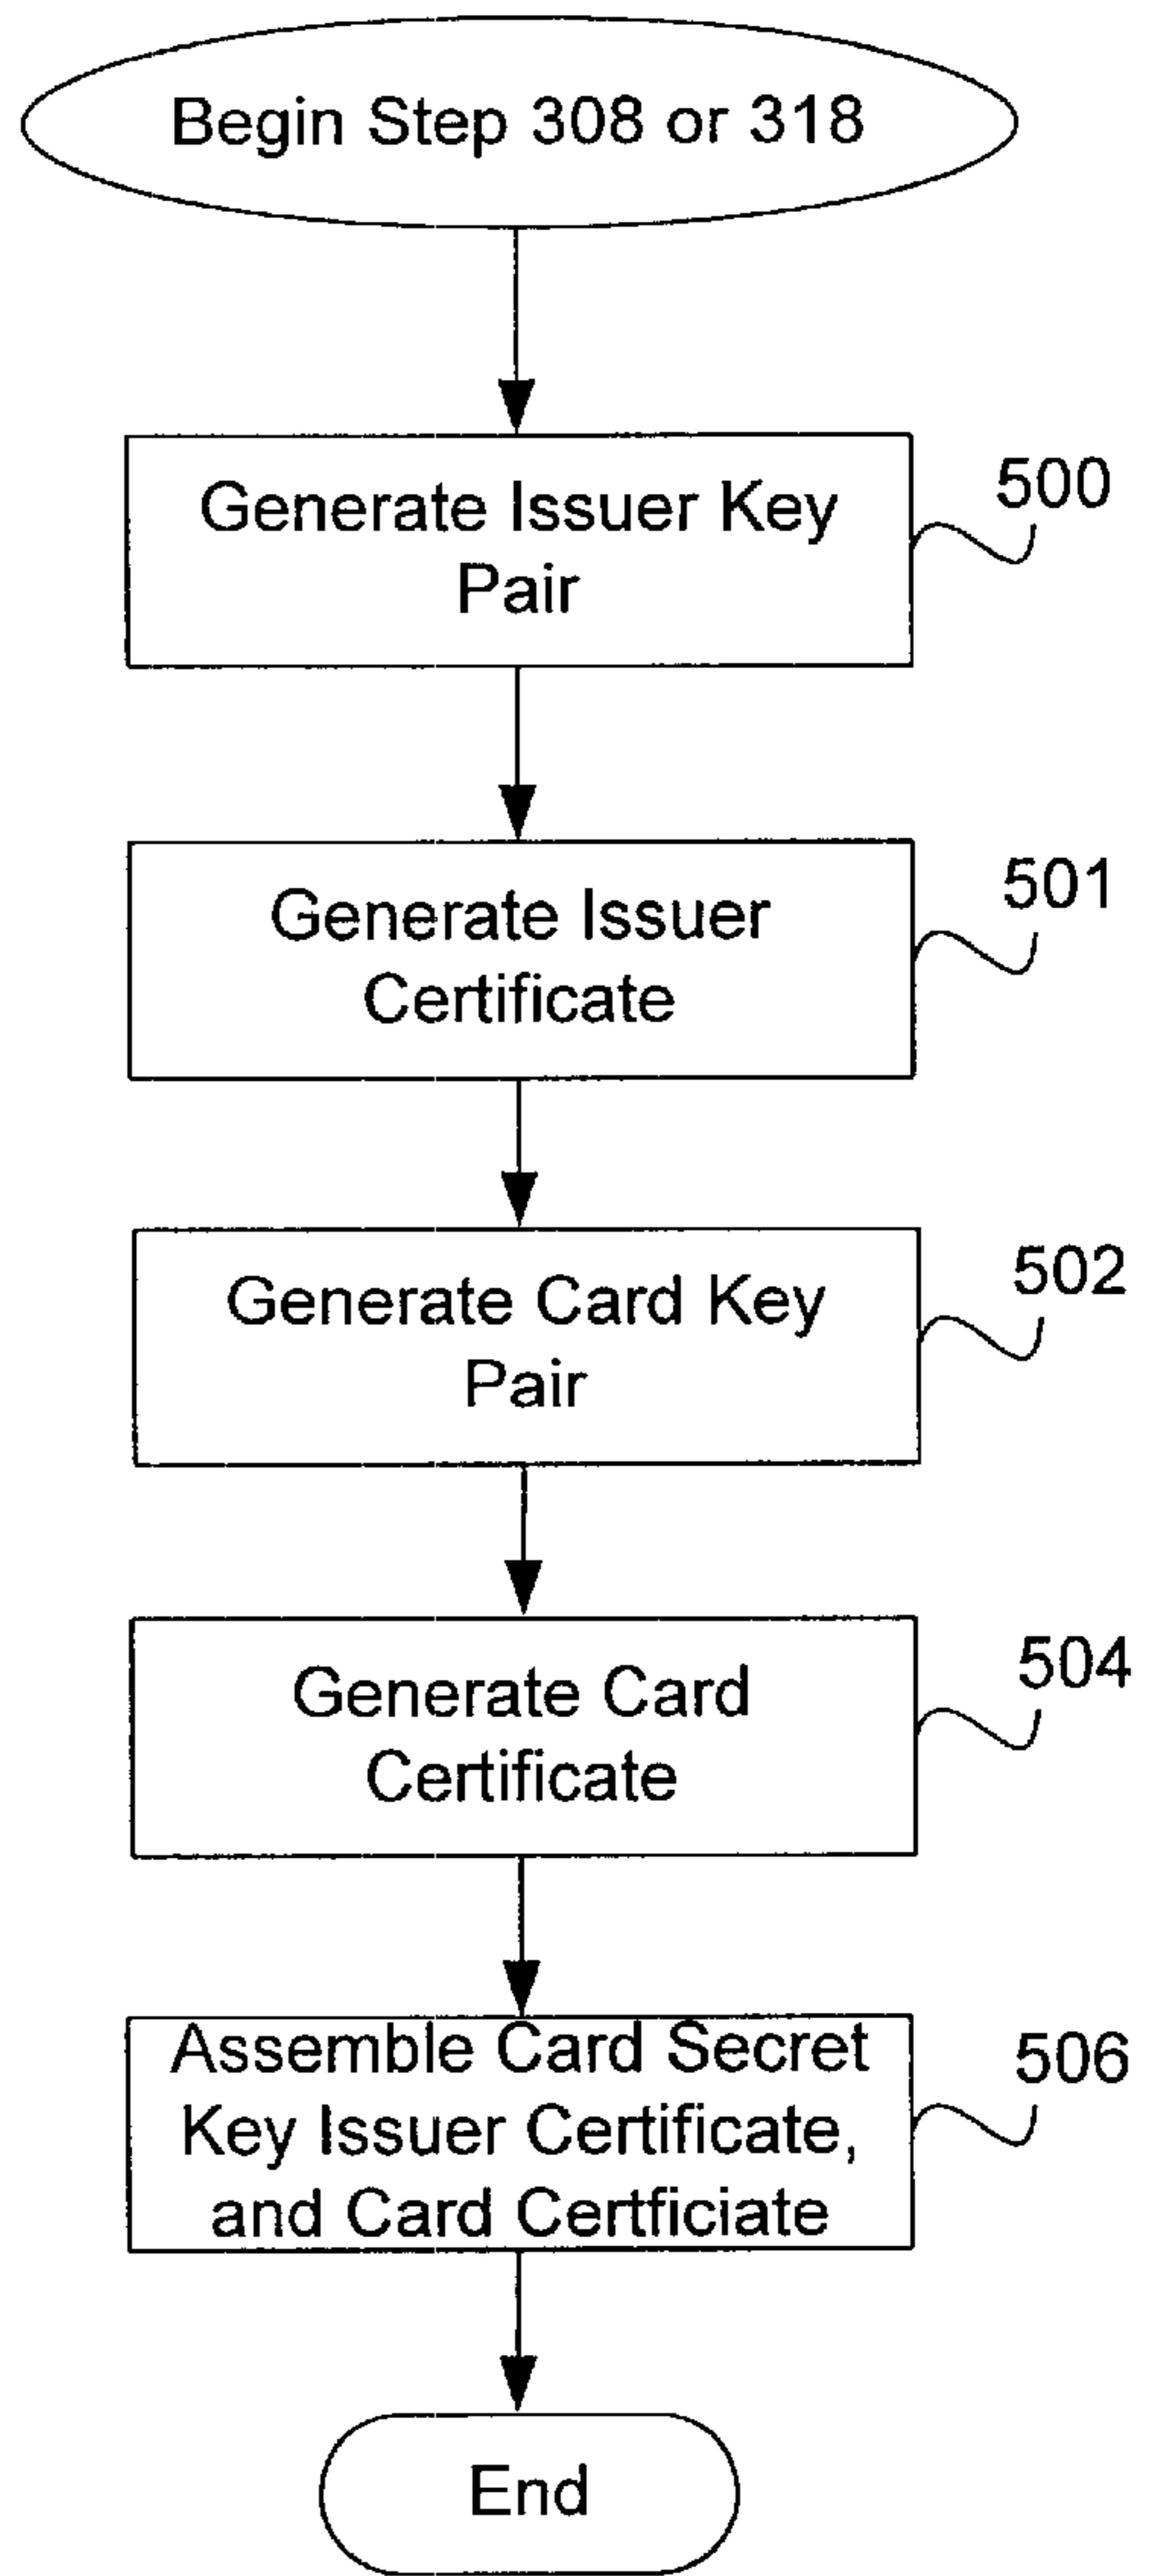 Begin Step 308 or 318
Generate Issuer Key
Pair
500
Generate Issuer
Certificate
501
Generate Card Key
Pair
502
Generate Card
Certificate
504
Assemble Card Secret
Key Issuer Certificate,
and Card Certficiate
506
End